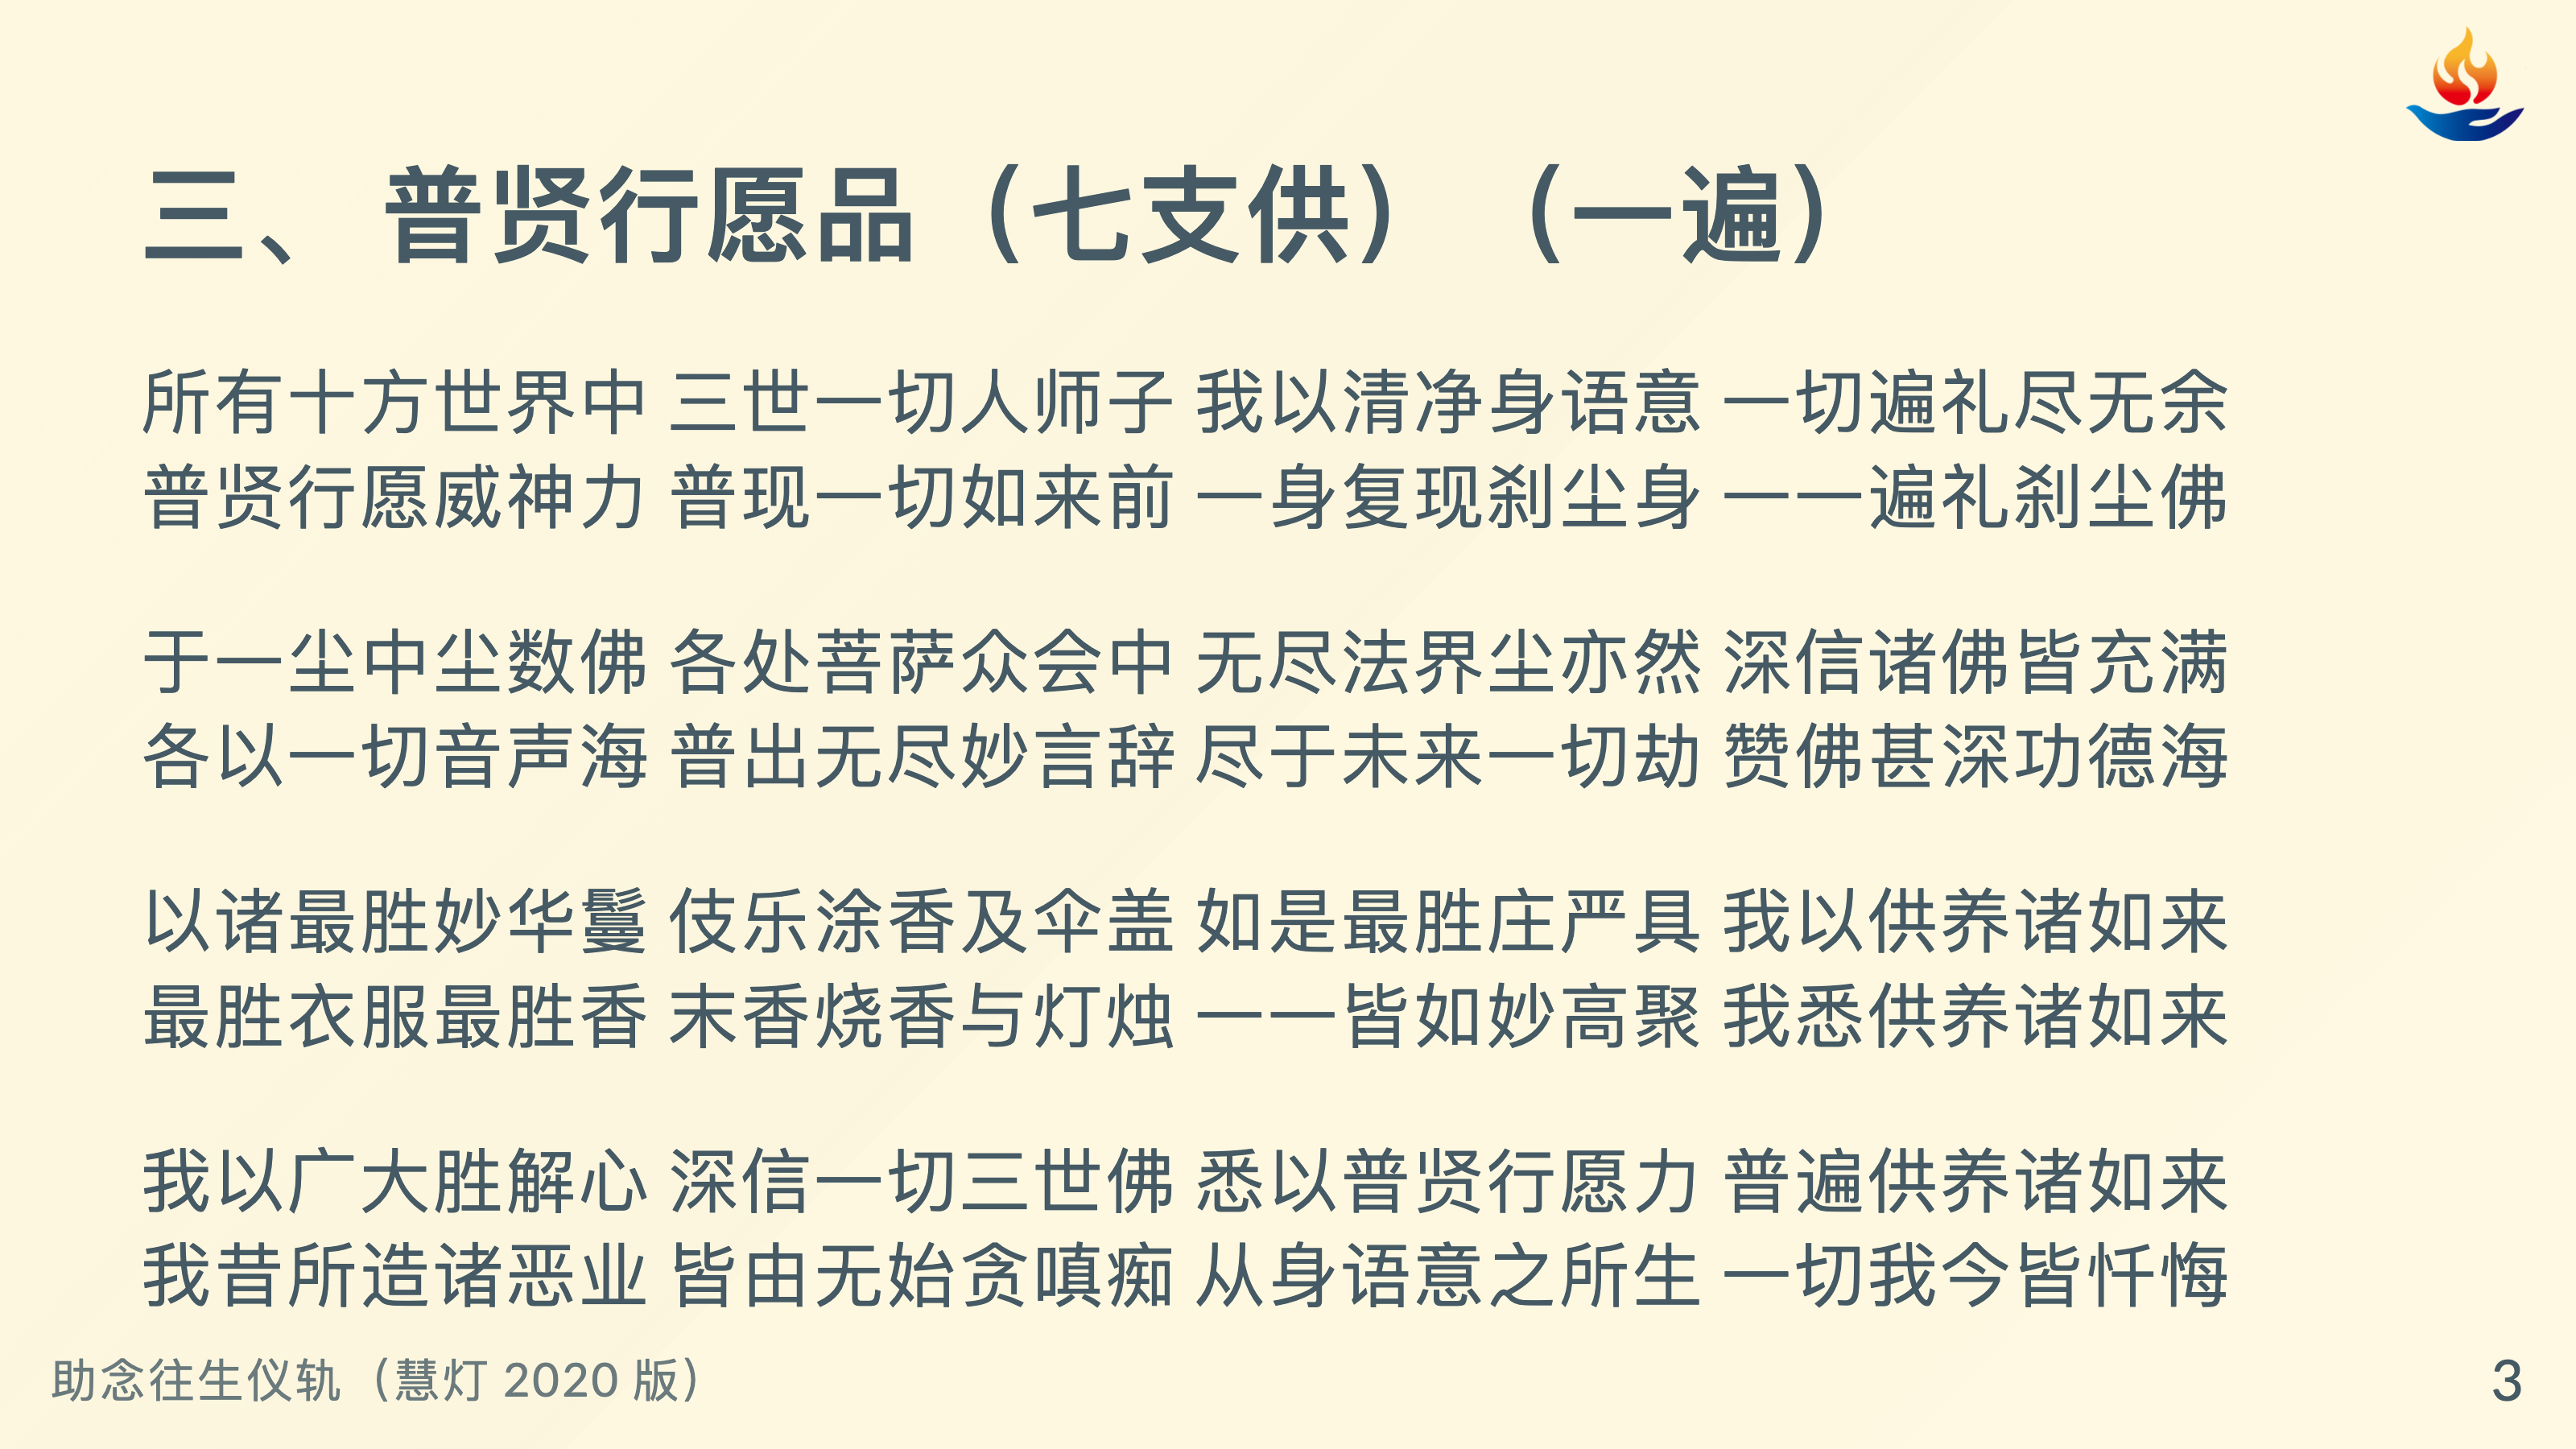 三、 普贤行愿品（七支供）（一遍）
所有十方世界中 三世一切人师子 我以清净身语意 一切遍礼尽无余
普贤行愿威神力 普现一切如来前 一身复现刹尘身 一一遍礼刹尘佛
于一尘中尘数佛 各处菩萨众会中 无尽法界尘亦然 深信诸佛皆充满
各以一切音声海 普出无尽妙言辞 尽于未来一切劫 赞佛甚深功德海
以诸最胜妙华鬘 伎乐涂香及伞盖 如是最胜庄严具 我以供养诸如来
最胜衣服最胜香 末香烧香与灯烛 一一皆如妙高聚 我悉供养诸如来
我以广大胜解心 深信一切三世佛 悉以普贤行愿力 普遍供养诸如来
我昔所造诸恶业 皆由无始贪嗔痴 从身语意之所生 一切我今皆忏悔
助念往生仪轨（慧灯 2020 版）
3